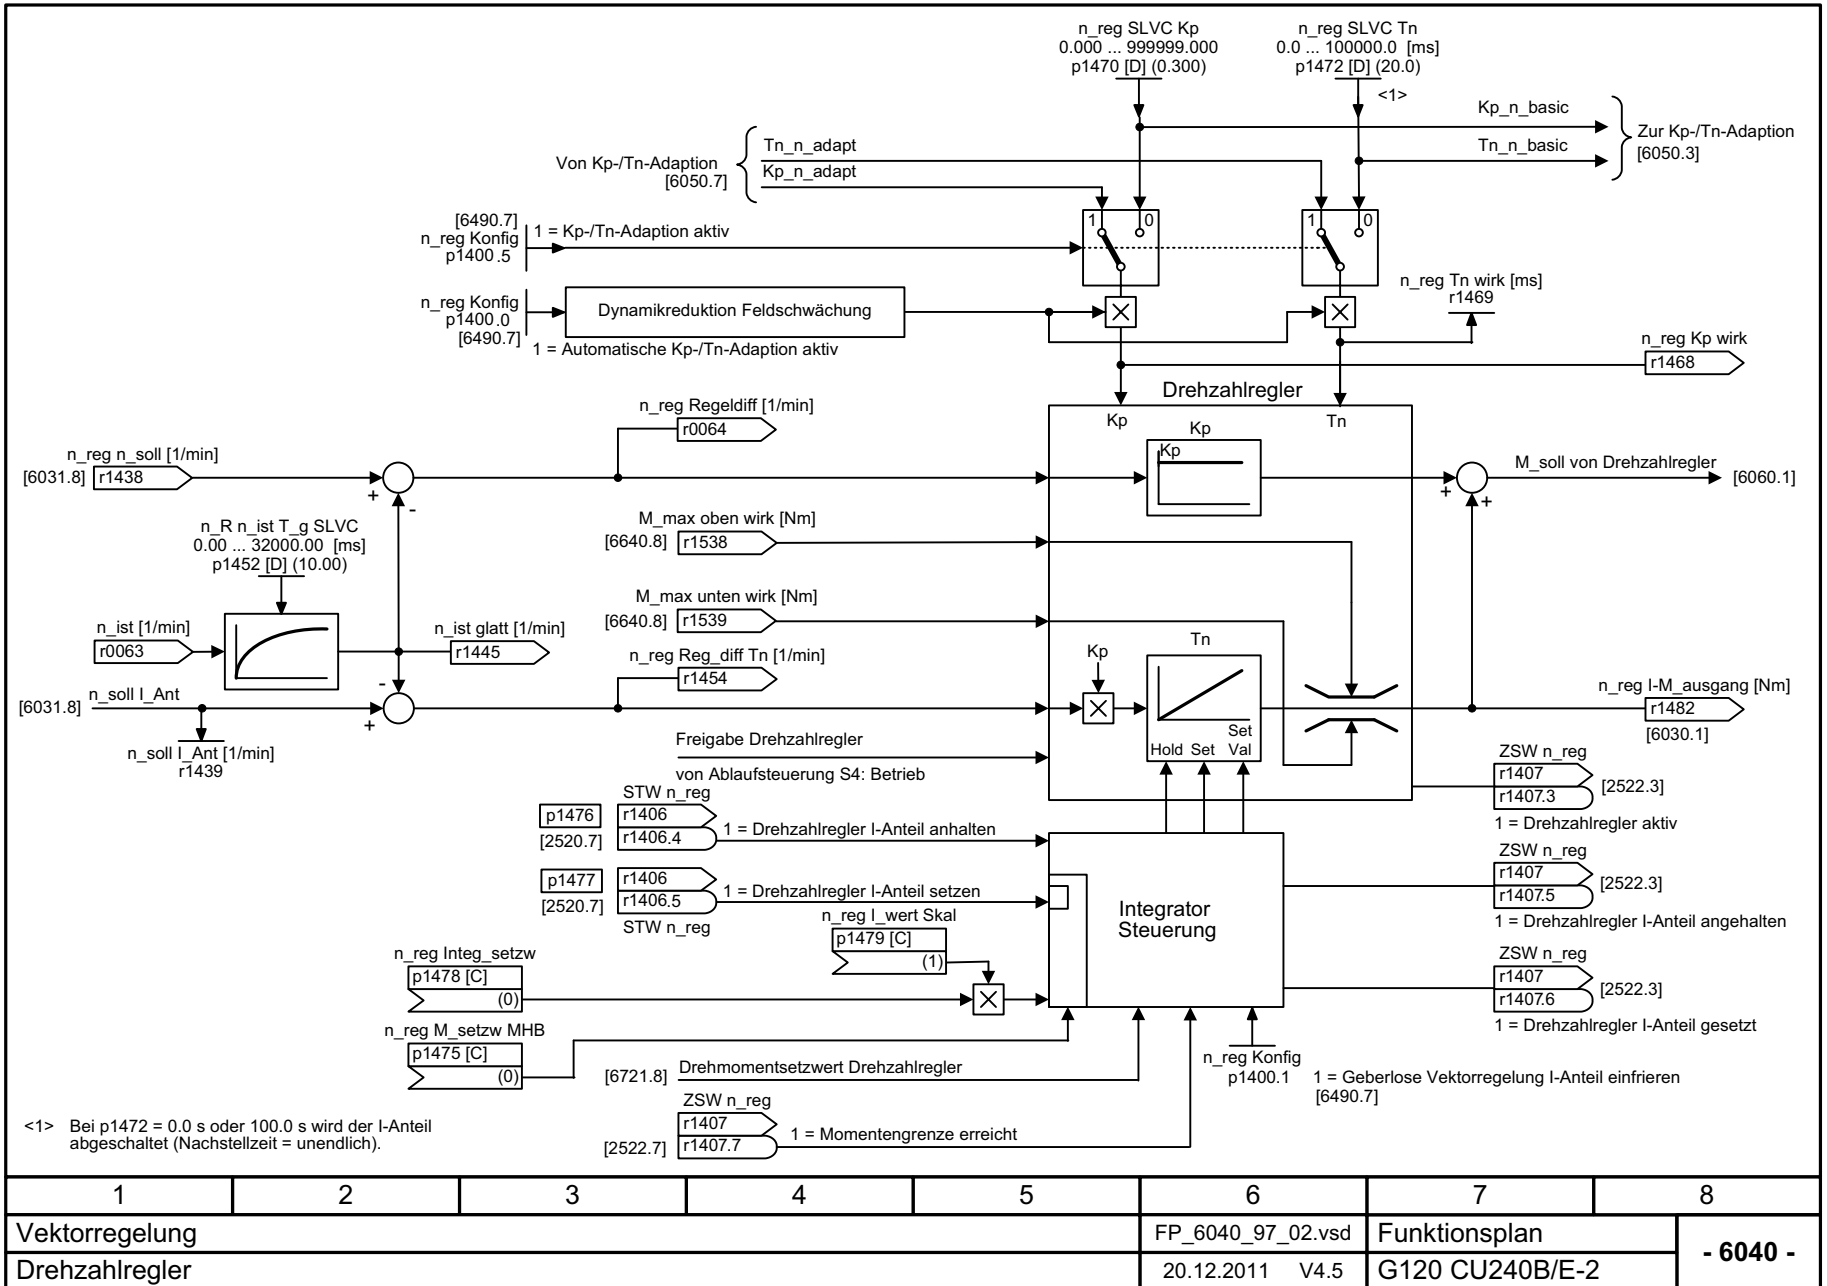 n_reg SLVC Kp
0.000 ... 999999.000
p1470 [D] (0.300)
n_reg SLVC Tn
0.0 ... 100000.0 [ms]
p1472 [D] (20.0)
<1>
Kp_n_basic
Tn_n_basic
Zur Kp-/Tn-Adaption
[6050.3]
Von Kp-/Tn-Adaption
[6050.7]
Tn_n_adapt
Kp_n_adapt
1
0
1
0
[6490.7]
n_reg Konfig
p1400.5
1 = Kp-/Tn-Adaption aktiv
n_reg Konfig
p1400.0
[6490.7]
Dynamikreduktion Feldschwächung
1 = Automatische Kp-/Tn-Adaption aktiv
n_reg Tn wirk [ms]
r1469
n_reg Kp wirk
r1468
Drehzahlregler
Kp
Tn
Kp
Kp
n_reg Regeldiff [1/min]
r0064
n_reg n_soll [1/min]
[6031.8]
r1438
+
-
M_soll von Drehzahlregler
[6060.1]
+
+
n_R n_ist T_g SLVC
0.00 ... 32000.00 [ms]
p1452 [D] (10.00)
M_max oben wirk [Nm]
[6640.8]
r1538
M_max unten wirk [Nm]
[6640.8]
r1539
n_ist [1/min]
r0063
n_ist glatt [1/min]
r1445
n_reg Reg_diff Tn [1/min]
r1454
Kp
Tn
Hold
Set
Set
Val
[6031.8]
n_soll I_Ant
-
+
n_soll I_Ant [1/min]
r1439
n_reg I-M_ausgang [Nm]
r1482
[6030.1]
Freigabe Drehzahlregler
von Ablaufsteuerung S4: Betrieb
ZSW n_reg
r1407
r1407.3
[2522.3]
1 = Drehzahlregler aktiv
STW n_reg
p1476
[2520.7]
r1406
r1406.4
1 = Drehzahlregler I-Anteil anhalten
p1477
[2520.7]
r1406
r1406.5
STW n_reg
1 = Drehzahlregler I-Anteil setzen
Integrator
Steuerung
ZSW n_reg
r1407
r1407.5
[2522.3]
1 = Drehzahlregler I-Anteil angehalten
n_reg I_wert Skal
p1479 [C]
(1)
n_reg Integ_setzw
p1478 [C]
(0)
ZSW n_reg
r1407
r1407.6
[2522.3]
1 = Drehzahlregler I-Anteil gesetzt
n_reg M_setzw MHB
p1475 [C]
(0)
[6721.8]
Drehmomentsetzwert Drehzahlregler
n_reg Konfig
p1400.1
1 = Geberlose Vektorregelung I-Anteil einfrieren
[6490.7]
ZSW n_reg
r1407
[2522.7]
r1407.7
1 = Momentengrenze erreicht
<1> Bei p1472 = 0.0 s oder 100.0 s wird der I-Anteil
abgeschaltet (Nachstellzeit = unendlich).
1 2 3 4 5 6 7 8
Vektorregelung
FP_6040_97_02.vsd
Funktionsplan
- 6040 -
Drehzahlregler
20.12.2011 V4.5
G120 CU240B/E-2